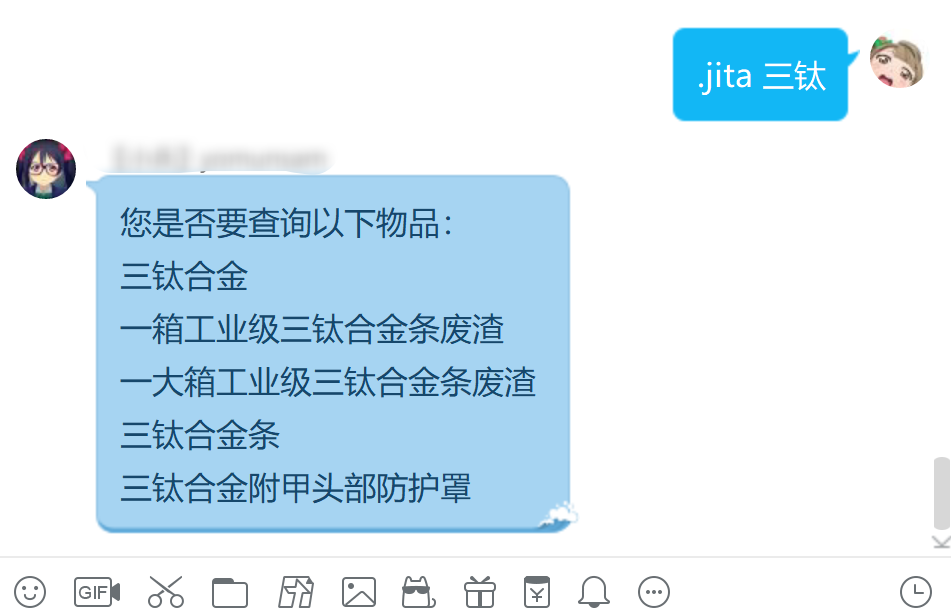 .jita 三钛
您是否要查询以下物品：
三钛合金
一箱工业级三钛合金条废渣
一大箱工业级三钛合金条废渣
三钛合金条
三钛合金附甲头部防护罩
GIF